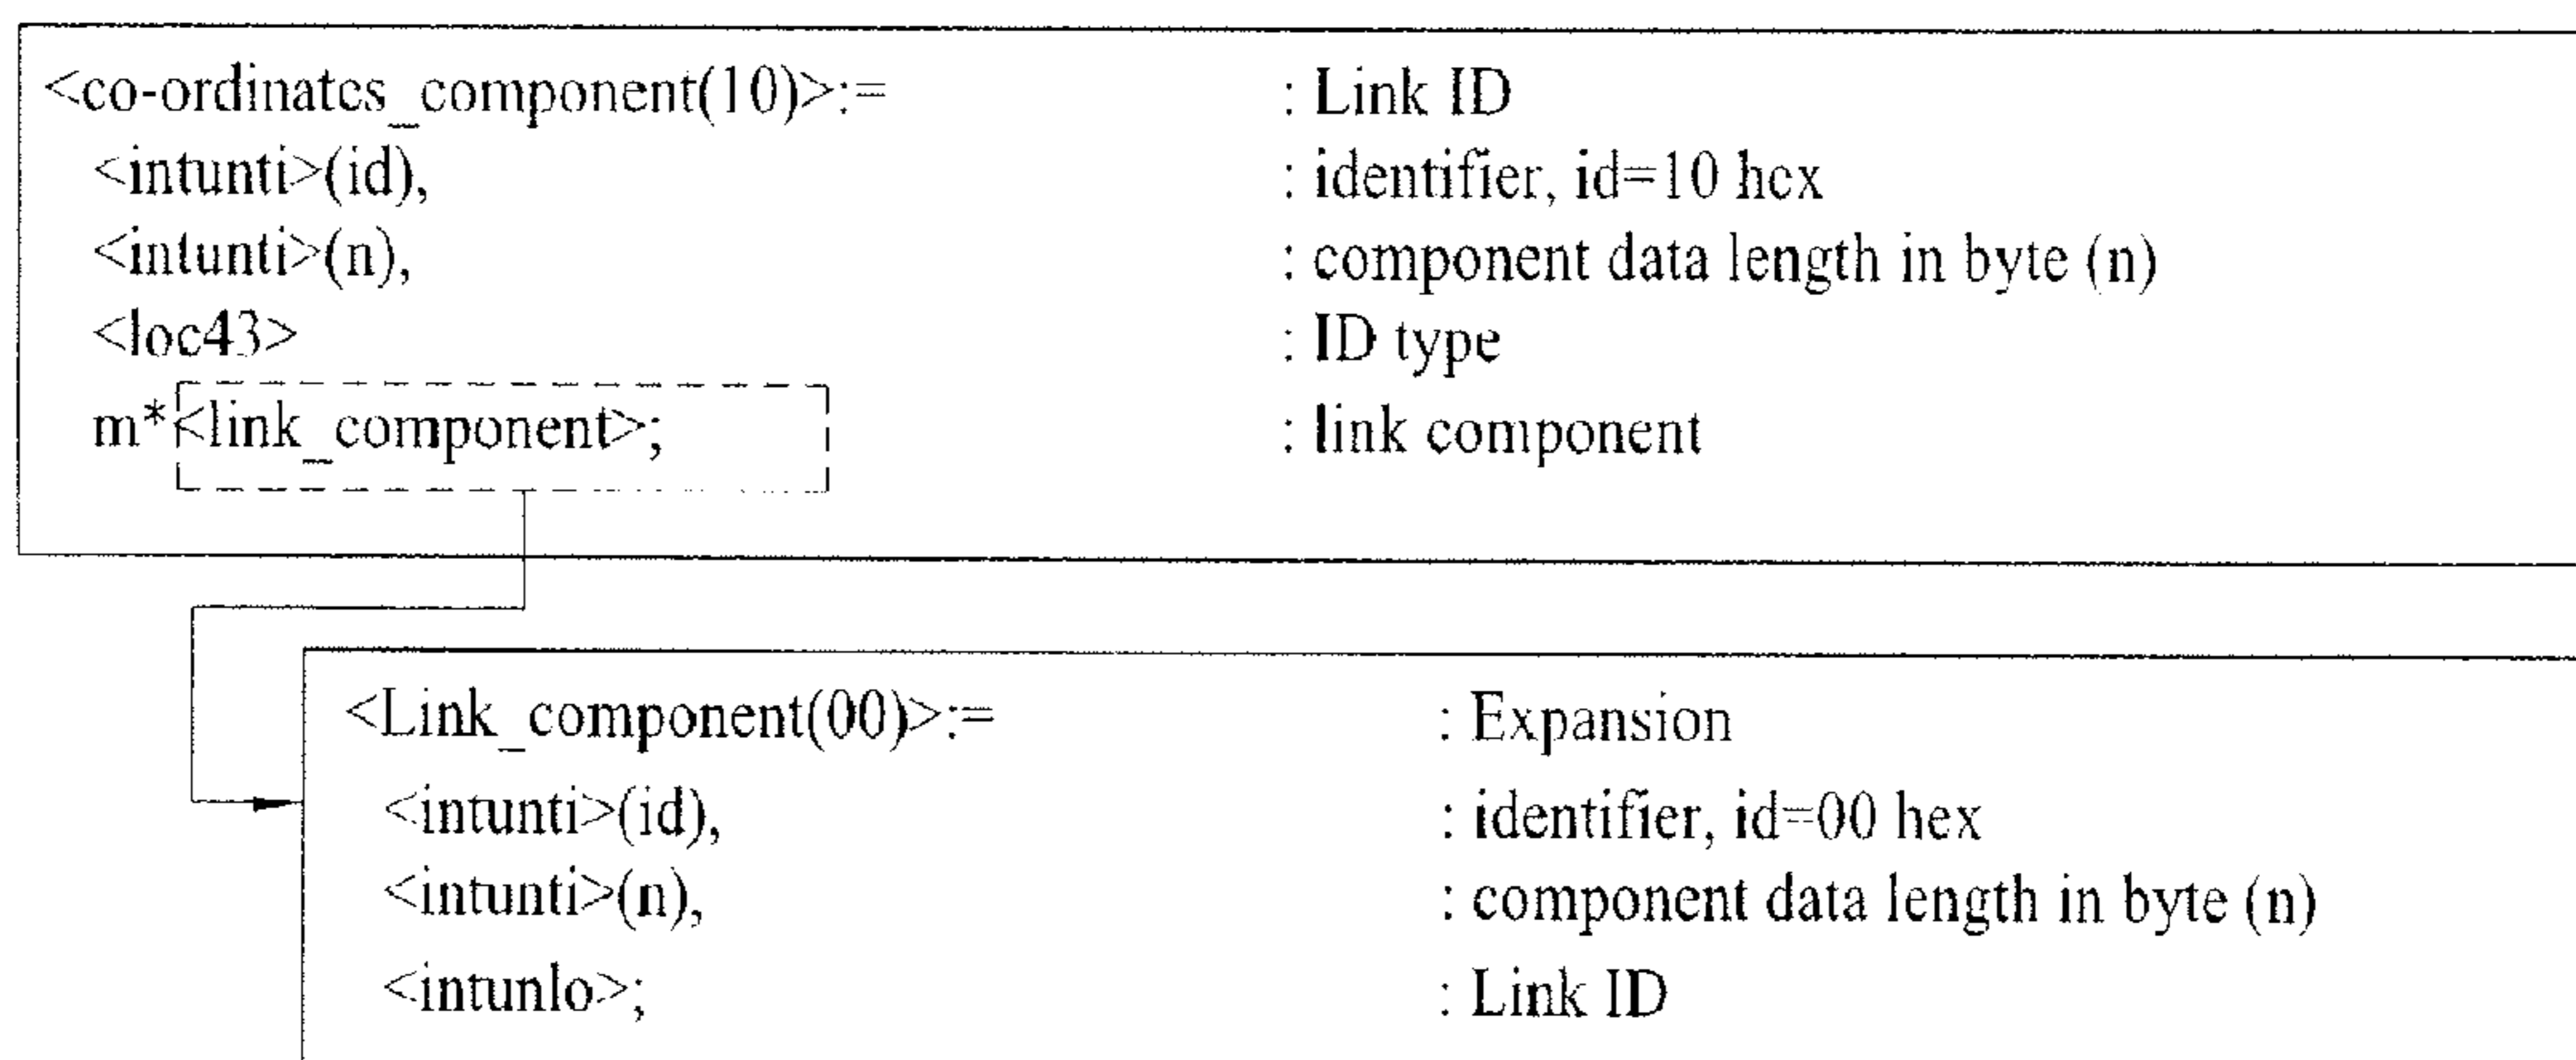 <co-ordinates_component(10)>:= : Link ID
<intunti>(id), : identifier, id=10 hex
<intunti>(n), : component data length in byte (n)
<loc43> : ID type
m*<link_component>; : link component
<Link_component(00)>:= : Expansion
<intunti>(id), : identifier, id=00 hex
<intunti>(n), : component data length in byte (n)
<intunlo>; : Link ID